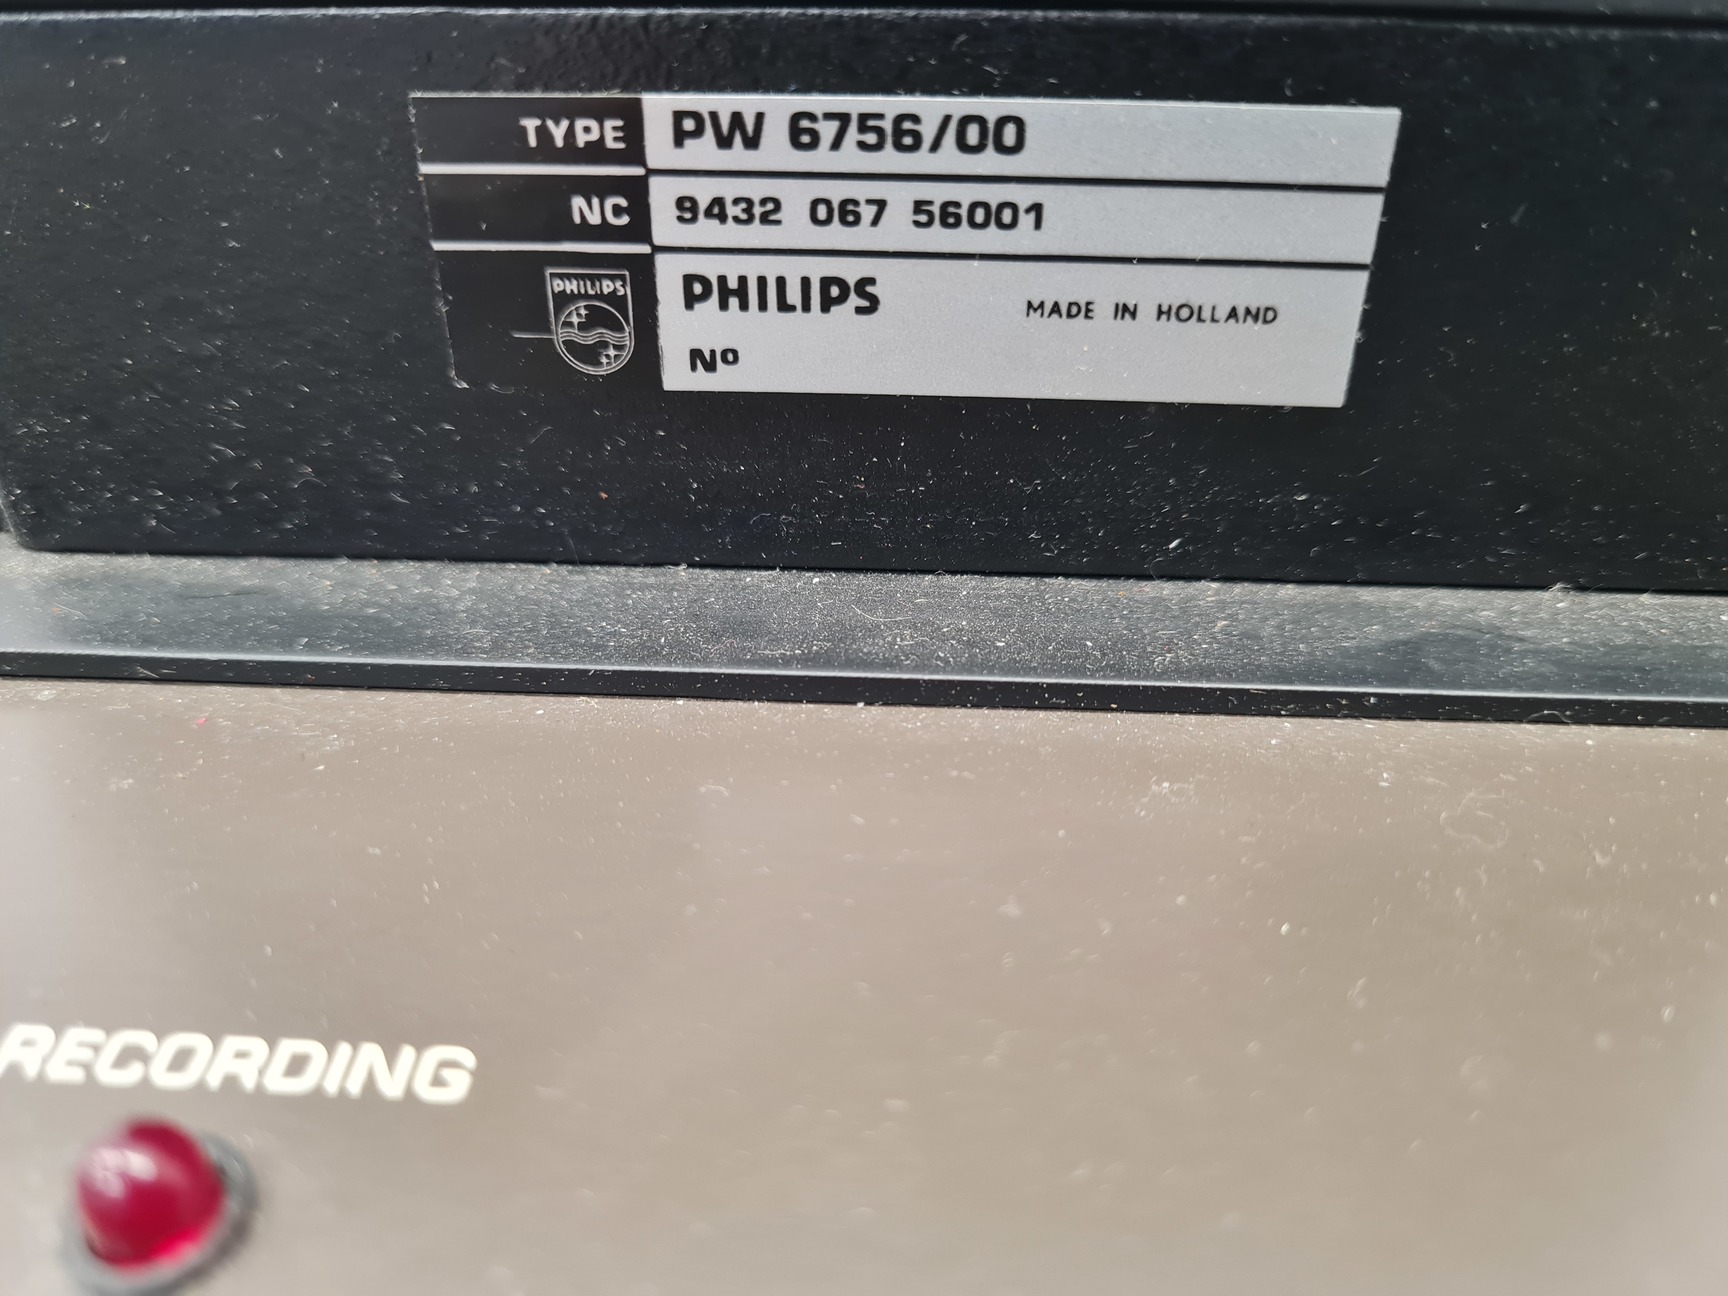 TYPE PW 6756/00
NC 9432 067 56001
PHILIPS PHILIPS MADE IN HOLLAND
Nº
RECORDING